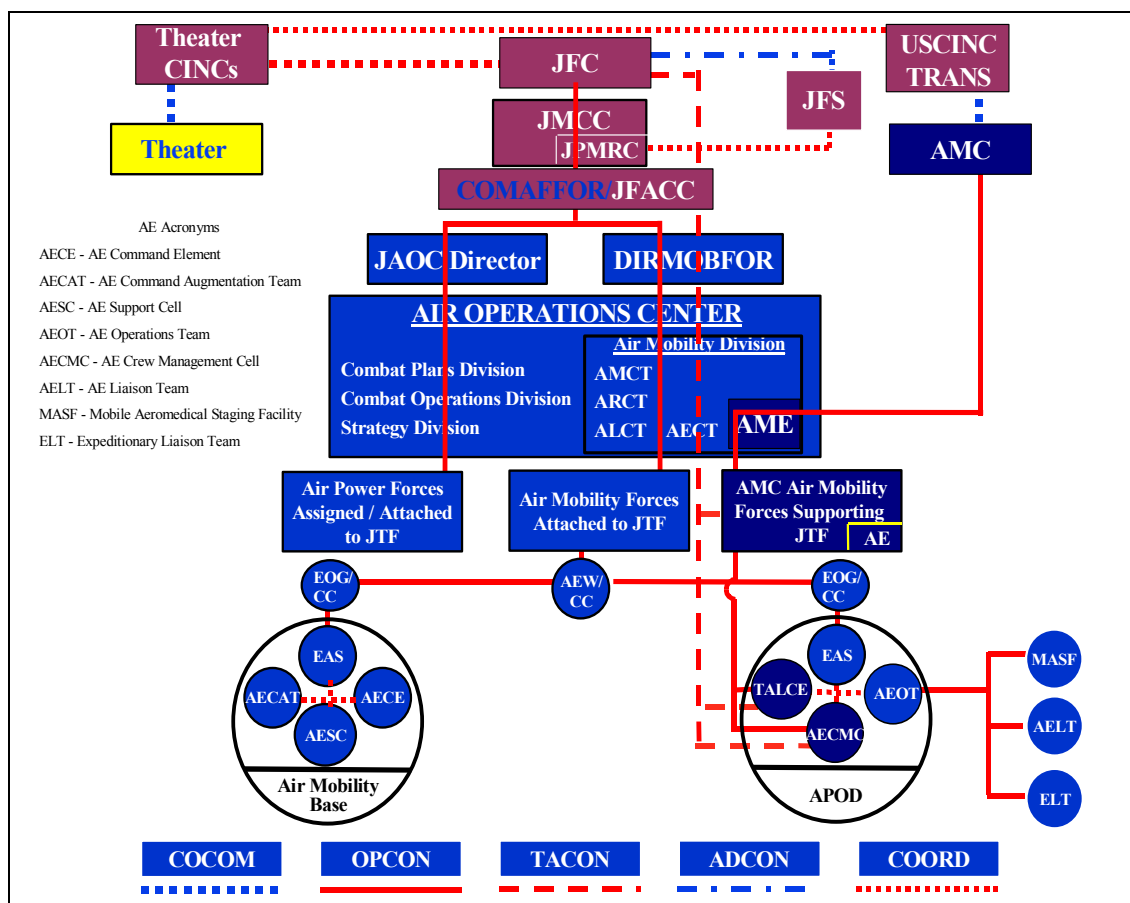 Theater
CINCs
JFC
USCINC
TRANS
JFS
JMCC
JPMRC
Theater
AMC
COMAFFOR/JFACC
AE Acronyms
AECE - AE Command Element
AECAT - AE Command Augmentation Team
AESC - AE Support Cell
AEOT - AE Operations Team
AECMC - AE Crew Management Cell
AELT - AE Liaison Team
MASF - Mobile Aeromedical Staging Facility
ELT - Expeditionary Liaison Team
JAOC Director
DIRMOBFOR
AIR OPERATIONS CENTER
Combat Plans Division
Combat Operations Division
Strategy Division
Air Mobility Division
AMCT
ARCT
ALCT AECT
AME
Air Power Forces
Assigned / Attached
to JTF
Air Mobility Forces
Attached to JTF
AMC Air Mobility
Forces Supporting
JTF
AE
EOG/
CC
AEW/
CC
EOG/
CC
EAS
AECAT
AECE
AESC
Air Mobility
Base
EAS
TALCE
AEOT
AECMC
APOD
MASF
AELT
ELT
COCOM
OPCON
TACON
ADCON
COORD